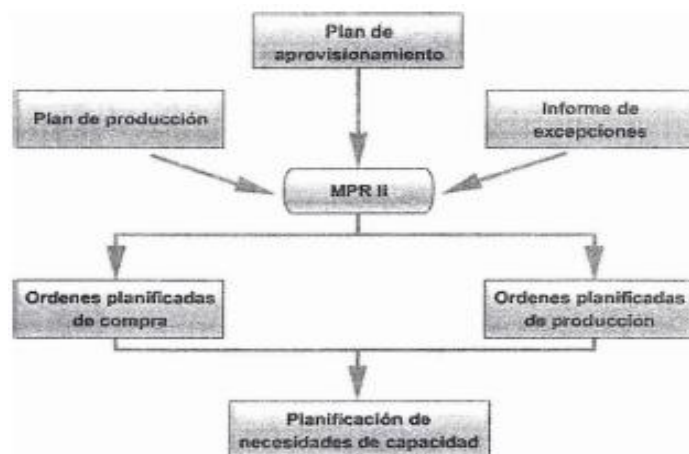 Plan de
aprovisionamiento
Plan de producción
Informe de
excepciones
MPR Ii
Ordenes planificadas
de compra
Ordenes planificadas
de producción
Planificación de
necesidades de capacidad